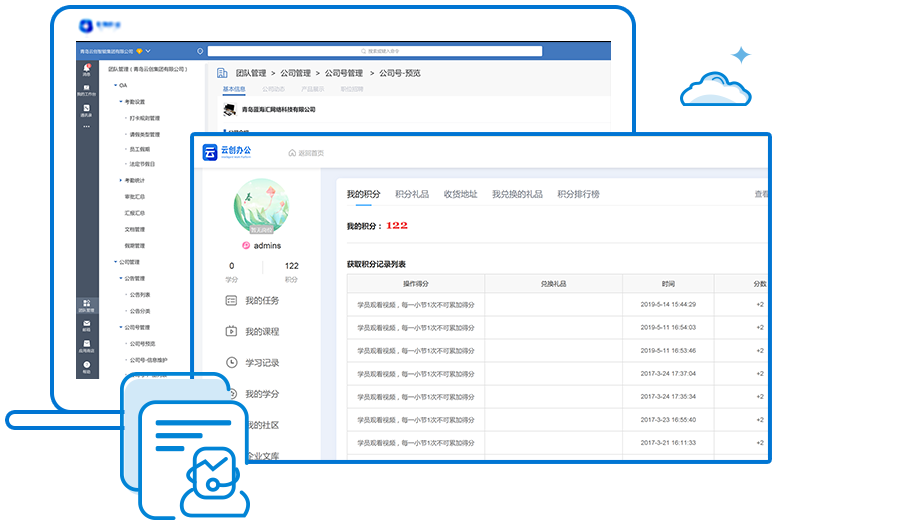 青岛云创智能集团有限公司
搜索或输入命令
消息
我的工作台
通讯录
团队管理
邮箱
应用商店
帮助
团队管理 ( 青岛云创集团有限公司 )
OA
考勤设置
打卡规则管理
请假类型管理
员工假期
法定节假日
考勤统计
审批汇总
汇报汇总
文档管理
假期管理
公司管理
公告管理
公告列表
公告分类
公司号管理
公司号预览
公司号-信息维护
团队管理 > 公司管理 > 公司号管理 > 公司号-预览
基本信息 公司动态 产品展示 职位招聘
青岛蓝海汇网络科技有限公司
云创办公
返回首页
admins
0 122
学分 积分
我的任务
我的课程
学习记录
我的学分
我的社区
企业文库
我的积分 积分礼品 收货地址 我兑换的礼品 积分排行榜 查看
我的积分： 122
获取积分记录列表
操作得分 兑换礼品 时间 分数
学员观看视频，每一小节1次不可累加得分 2019-5-14 15:44:29 +2
学员观看视频，每一小节1次不可累加得分 2019-5-11 16:54:03 +2
学员观看视频，每一小节1次不可累加得分 2019-5-11 16:53:46 +2
学员观看视频，每一小节1次不可累加得分 2017-3-24 17:37:04 +2
学员观看视频，每一小节1次不可累加得分 2017-3-24 17:35:34 +2
学员观看视频，每一小节1次不可累加得分 2017-3-23 16:55:40 +2
学员观看视频，每一小节1次不可累加得分 2017-3-21 16:11:33 +2